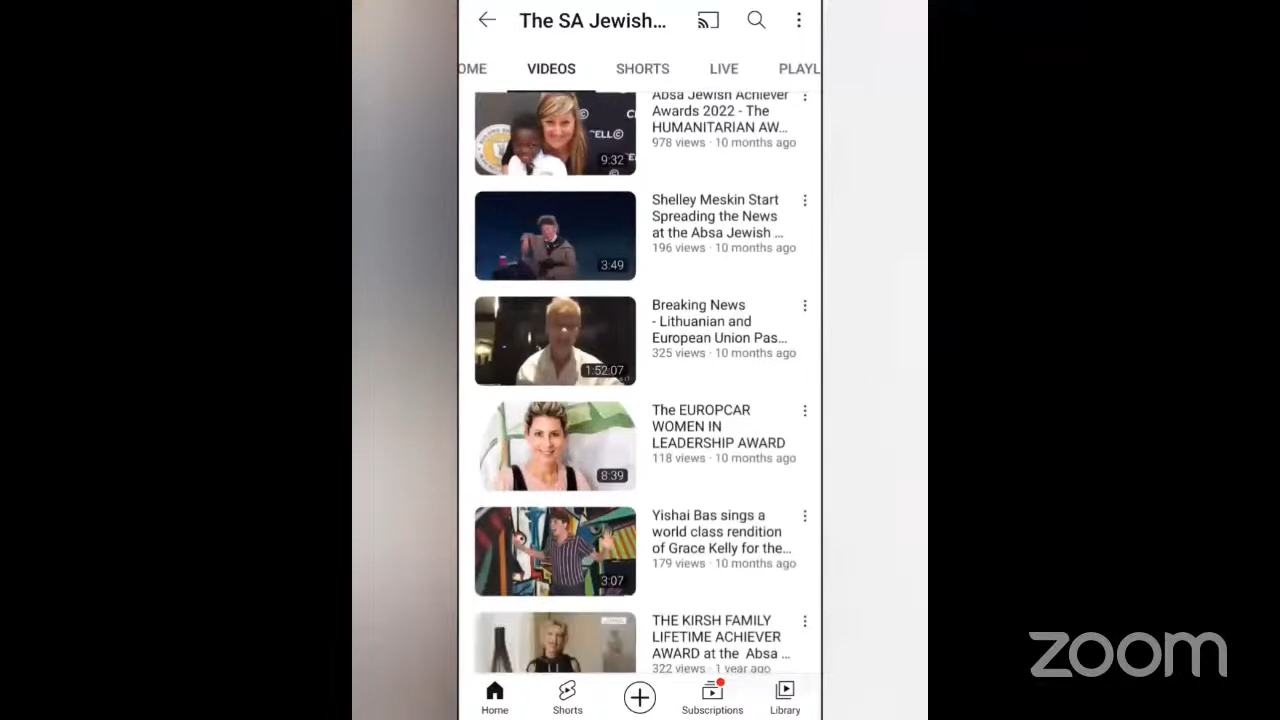 The SA Jewish...
OME VIDEOS SHORTS LIVE PLAYL
Absa Jewish Achiever
Awards 2022 - The
HUMANITARIAN AW...
978 views · 10 months ago
9:32
Shelley Meskin Start
Spreading the News
at the Absa Jewish ...
196 views · 10 months ago
3:49
Breaking News
- Lithuanian and
European Union Pas...
325 views · 10 months ago
1:52:07
The EUROPCAR
WOMEN IN
LEADERSHIP AWARD
118 views · 10 months ago
8:39
Yishai Bas sings a
world class rendition
of Grace Kelly for the...
179 views · 10 months ago
3:07
THE KIRSH FAMILY
LIFETIME ACHIEVER
AWARD at the Absa ...
322 views · 1 year ago
Home Shorts Subscriptions Library
zoom